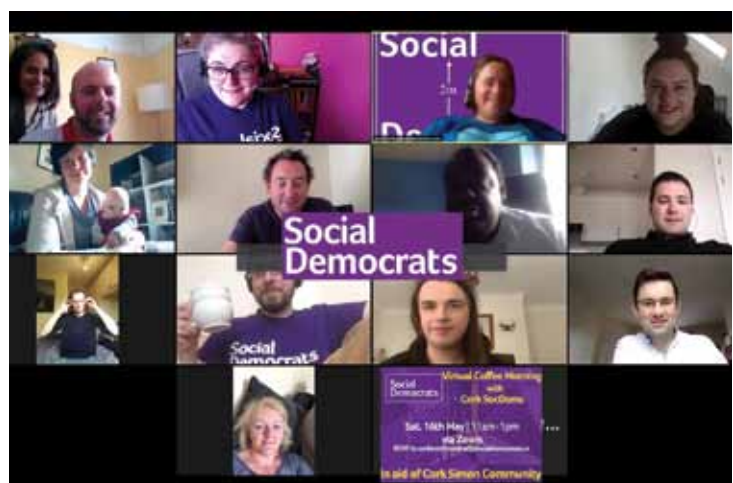 Social
2m
De
Social
Democrats
Social
Democrats
Social
Democrats
Virtual Coffee Morning
with
Cork SocDems
Sat. 16th May | 11am-1pm
via Zoom
In aid of Cork Simon Community